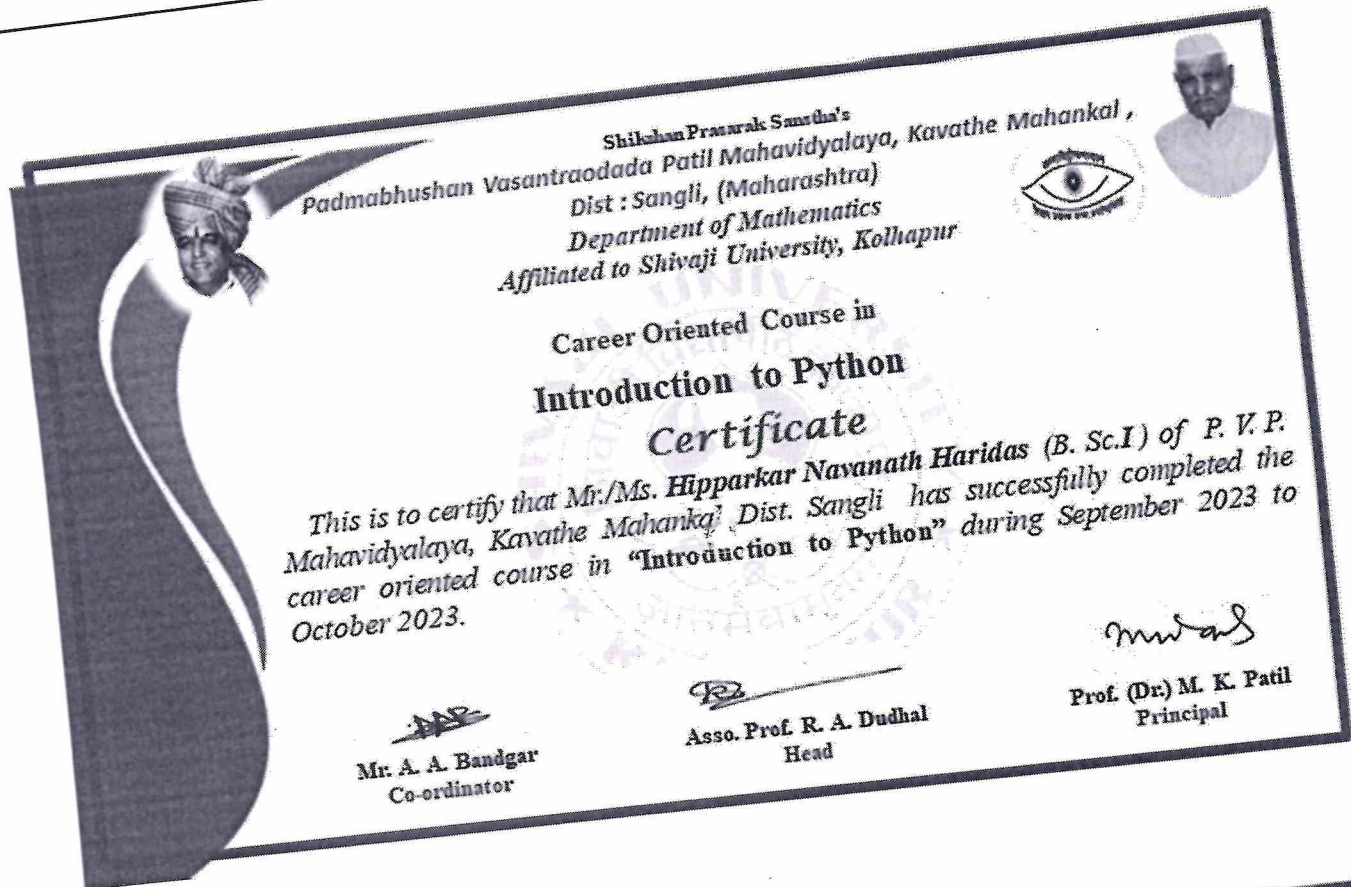 Shikshan Prasarak Sanstha's
Padmabhushan Vasantraodada Patil Mahavidyalaya, Kavathe Mahankal ,
Dist : Sangli, (Maharashtra)
Department of Mathematics
Affiliated to Shivaji University, Kolhapur
Career Oriented Course in
Introduction to Python
Certificate
This is to certify that Mr./Ms. Hipparkar Navanath Haridas (B. Sc.I) of P. V. P.
Mahavidyalaya, Kavathe Mahankal Dist. Sangli has successfully completed the
career oriented course in “Introduction to Python” during September 2023 to
October 2023.
Mr. A. A. Bandgar
Co-ordinator
Asso. Prof. R. A. Dudhal
Head
Prof. (Dr.) M. K. Patil
Principal